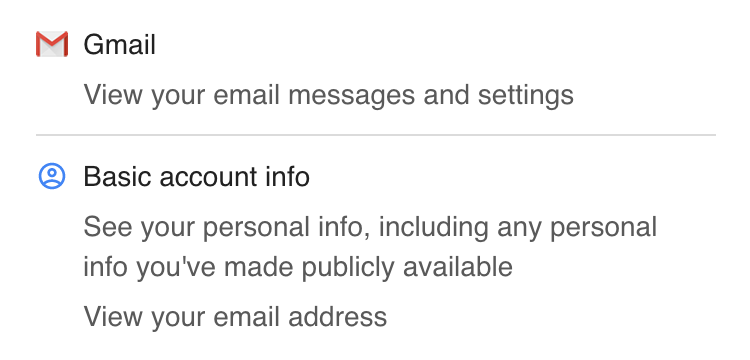 Gmail
View your email messages and settings
Basic account info
See your personal info, including any personal
info you've made publicly available
View your email address